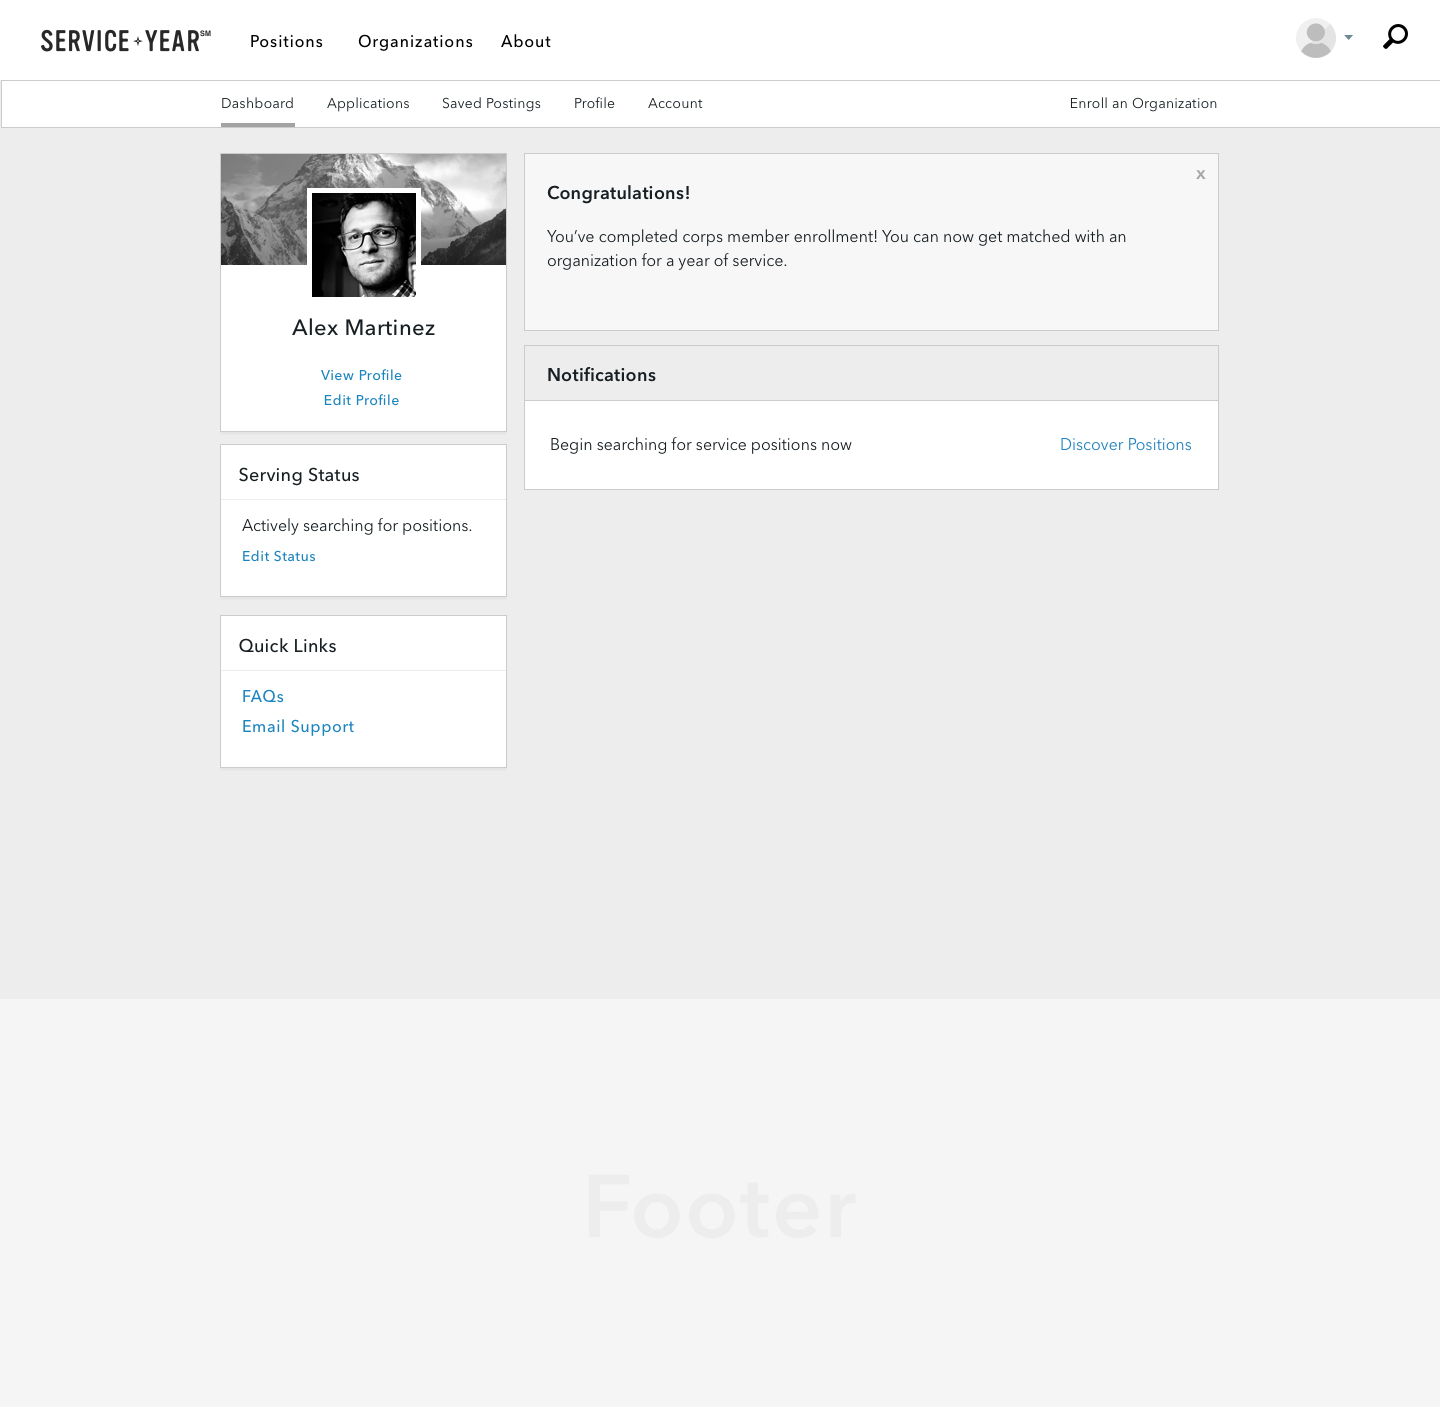 SERVICE YEAR SM
Positions
Organizations
About
Dashboard
Applications
Saved Postings
Profile
Account
Enroll an Organization
Alex Martinez
View Profile
Edit Profile
Serving Status
Actively searching for positions.
Edit Status
Quick Links
FAQs
Email Support
x
Congratulations!
You’ve completed corps member enrollment! You can now get matched with an
organization for a year of service.
Notifications
Begin searching for service positions now
Discover Positions
Footer